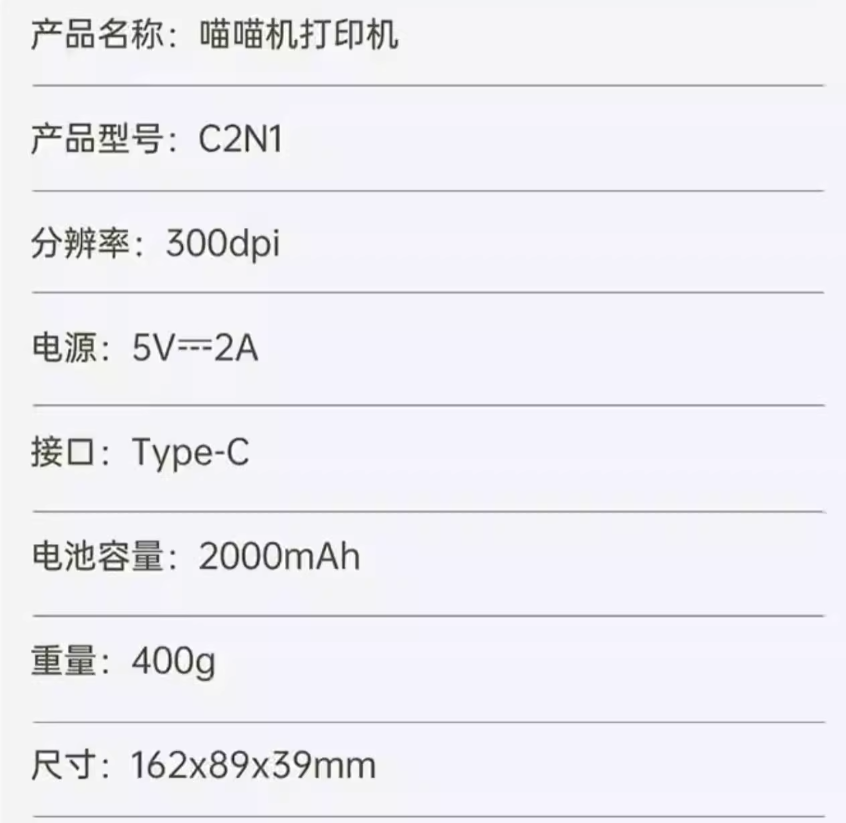 产品名称：喵喵机打印机
产品型号：C2N1
分辨率：300dpi
电源：5V⎓2A
接口：Type-C
电池容量：2000mAh
重量：400g
尺寸：162x89x39mm